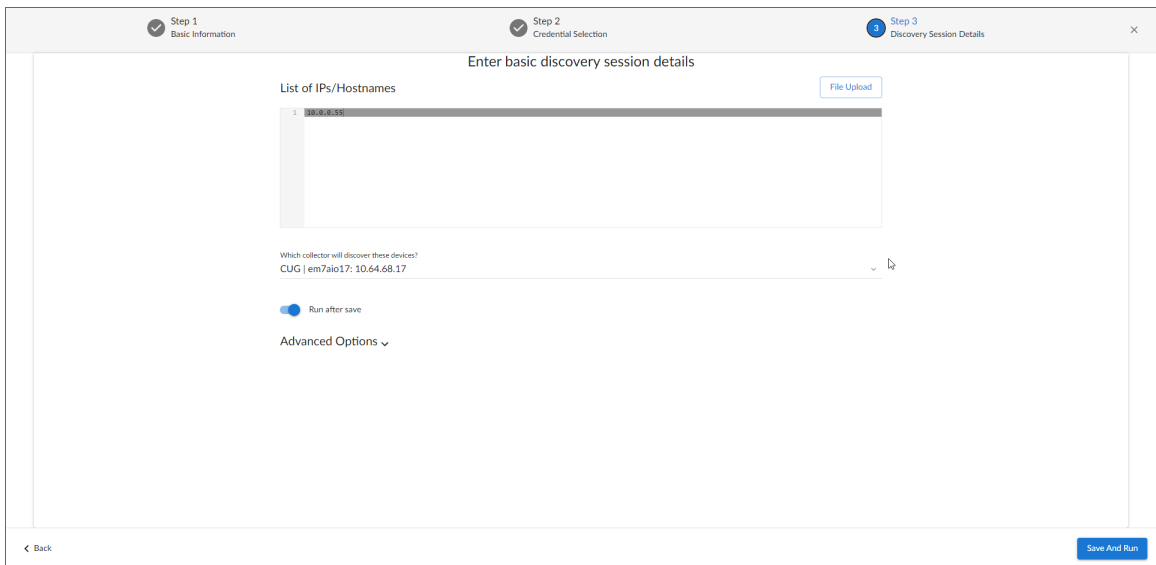 Step 1
Basic Information
Step 2
Credential Selection
3
Step 3
Discovery Session Details
Enter basic discovery session details
List of IPs/Hostnames
File Upload
1 10.0.0.55
Which collector will discover these devices?
CUG | em7aio17: 10.64.68.17
Run after save
Advanced Options
Back
Save And Run